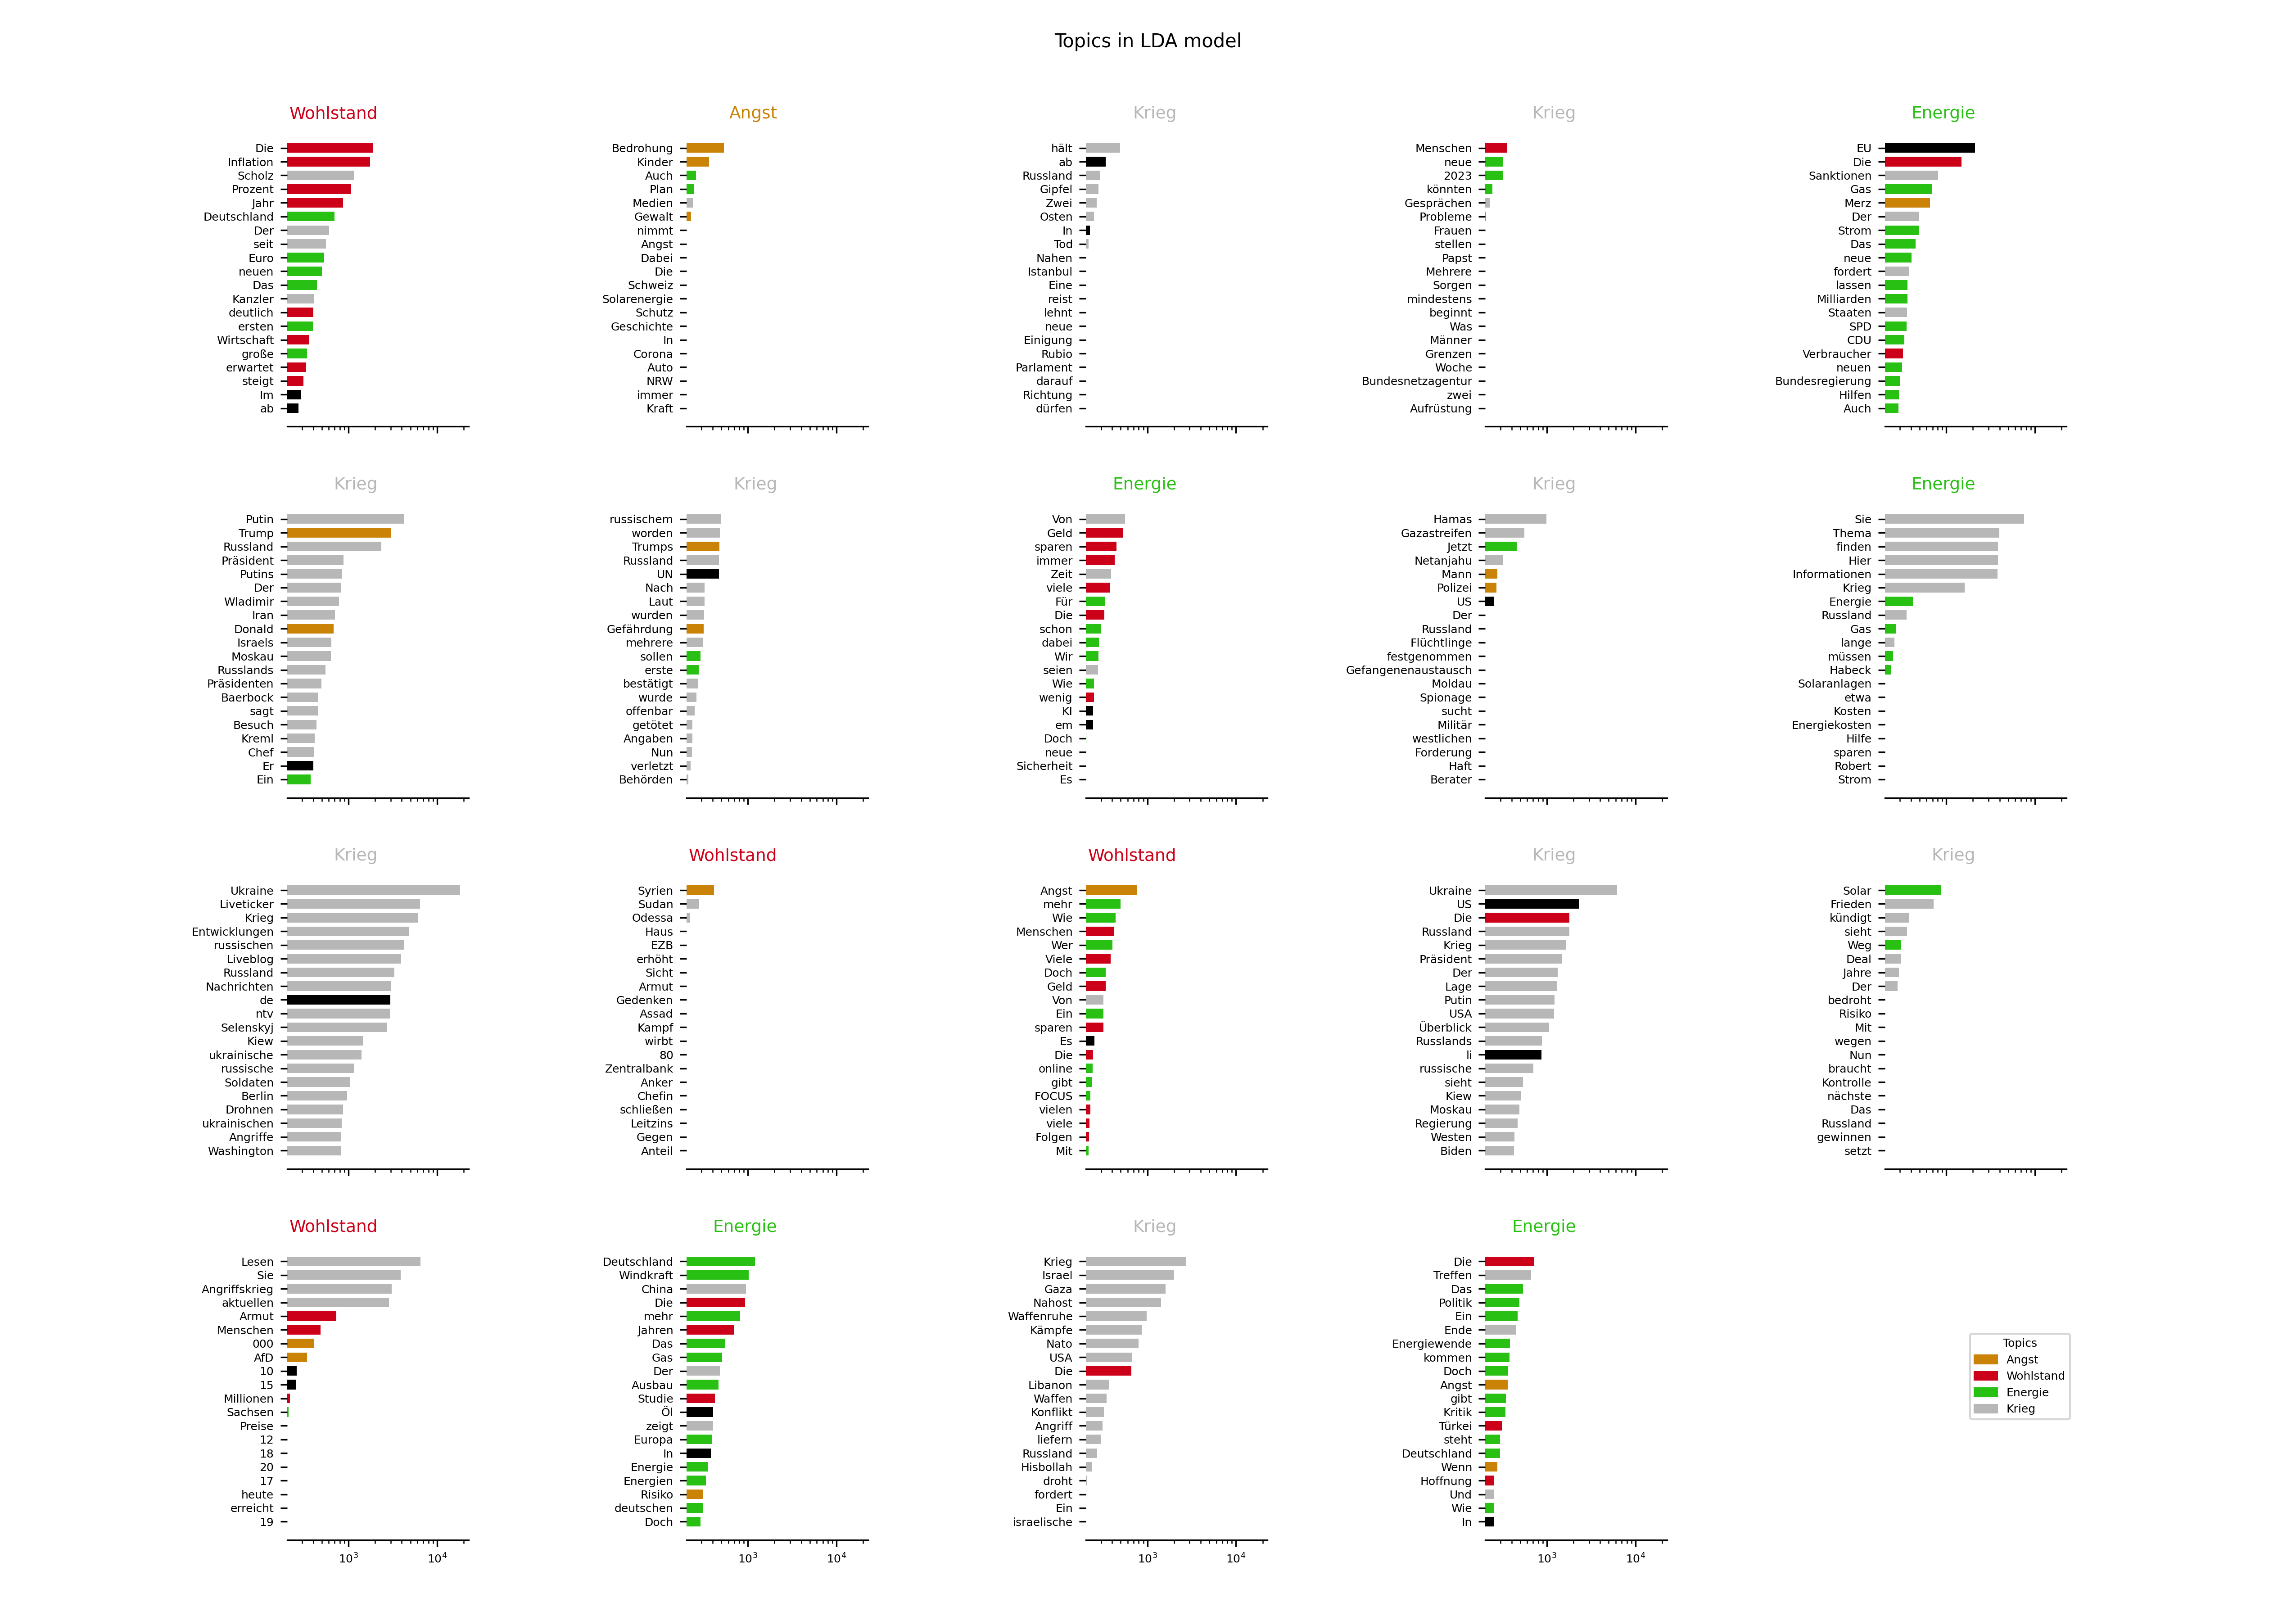 Topics in LDA model
Wohlstand
Die
Inflation
Scholz
Prozent
Jahr
Deutschland
Der
seit
Euro
neuen
Das
Kanzler
deutlich
ersten
Wirtschaft
große
erwartet
steigt
Im
ab
Angst
Bedrohung
Kinder
Auch
Plan
Medien
Gewalt
nimmt
Angst
Dabei
Die
Schweiz
Solarenergie
Schutz
Geschichte
In
Corona
Auto
NRW
immer
Kraft
Krieg
hält
ab
Russland
Gipfel
Zwei
Osten
In
Tod
Nahen
Istanbul
Eine
reist
lehnt
neue
Einigung
Rubio
Parlament
darauf
Richtung
dürfen
Krieg
Menschen
neue
2023
könnten
Gesprächen
Probleme
Frauen
stellen
Papst
Mehrere
Sorgen
mindestens
beginnt
Was
Männer
Grenzen
Woche
Bundesnetzagentur
zwei
Aufrüstung
Energie
EU
Die
Sanktionen
Gas
Merz
Der
Strom
Das
neue
fordert
lassen
Milliarden
Staaten
SPD
CDU
Verbraucher
neuen
Bundesregierung
Hilfen
Auch
Krieg
Putin
Trump
Russland
Präsident
Putins
Der
Wladimir
Iran
Donald
Israels
Moskau
Russlands
Präsidenten
Baerbock
sagt
Besuch
Kreml
Chef
Er
Ein
Krieg
russischem
worden
Trumps
Russland
UN
Nach
Laut
wurden
Gefährdung
mehrere
sollen
erste
bestätigt
wurde
offenbar
getötet
Angaben
Nun
verletzt
Behörden
Energie
Von
Geld
sparen
immer
Zeit
viele
Für
Die
schon
dabei
Wir
seien
Wie
wenig
KI
em
Doch
neue
Sicherheit
Es
Krieg
Hamas
Gazastreifen
Jetzt
Netanjahu
Mann
Polizei
US
Der
Russland
Flüchtlinge
festgenommen
Gefangenenaustausch
Moldau
Spionage
sucht
Militär
westlichen
Forderung
Haft
Berater
Energie
Sie
Thema
finden
Hier
Informationen
Krieg
Energie
Russland
Gas
lange
müssen
Habeck
Solaranlagen
etwa
Kosten
Energiekosten
Hilfe
sparen
Robert
Strom
Krieg
Ukraine
Liveticker
Krieg
Entwicklungen
russischen
Liveblog
Russland
Nachrichten
de
ntv
Selenskyj
Kiew
ukrainische
russische
Soldaten
Berlin
Drohnen
ukrainischen
Angriffe
Washington
Wohlstand
Syrien
Sudan
Odessa
Haus
EZB
erhöht
Sicht
Armut
Gedenken
Assad
Kampf
wirbt
80
Zentralbank
Anker
Chefin
schließen
Leitzins
Gegen
Anteil
Wohlstand
Angst
mehr
Wie
Menschen
Wer
Viele
Doch
Geld
Von
Ein
sparen
Es
Die
online
gibt
FOCUS
vielen
viele
Folgen
Mit
Krieg
Ukraine
US
Die
Russland
Krieg
Präsident
Der
Lage
Putin
USA
Überblick
Russlands
li
russische
sieht
Kiew
Moskau
Regierung
Westen
Biden
Krieg
Solar
Frieden
kündigt
sieht
Weg
Deal
Jahre
Der
bedroht
Risiko
Mit
wegen
Nun
braucht
Kontrolle
nächste
Das
Russland
gewinnen
setzt
Wohlstand
Lesen
Sie
Angriffskrieg
aktuellen
Armut
Menschen
000
AfD
10
15
Millionen
Sachsen
Preise
12
18
20
17
heute
erreicht
19
10³ 10⁴
Energie
Deutschland
Windkraft
China
Die
mehr
Jahren
Das
Gas
Der
Ausbau
Studie
Öl
zeigt
Europa
In
Energie
Energien
Risiko
deutschen
Doch
10³ 10⁴
Krieg
Krieg
Israel
Gaza
Nahost
Waffenruhe
Kämpfe
Nato
USA
Die
Libanon
Waffen
Konflikt
Angriff
liefern
Russland
Hisbollah
droht
fordert
Ein
israelische
10³ 10⁴
Energie
Die
Treffen
Das
Politik
Ein
Ende
Energiewende
kommen
Doch
Angst
gibt
Kritik
Türkei
steht
Deutschland
Wenn
Hoffnung
Und
Wie
In
10³ 10⁴
Topics
Angst
Wohlstand
Energie
Krieg